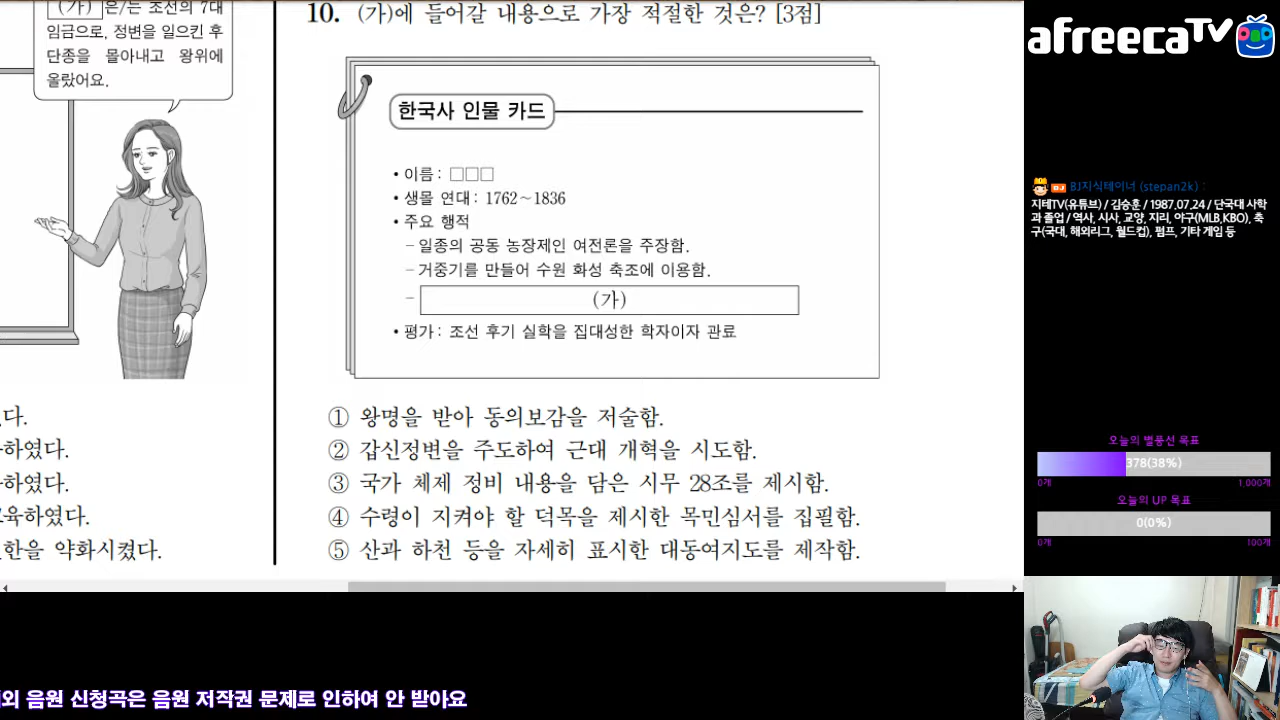 (가) 은/는 조선의 7대
임금으로, 정변을 일으킨 후
단종을 몰아내고 왕위에
올랐어요.
다.
하였다.
하였다.
육하였다.
한을 약화시켰다.
10. (가)에 들어갈 내용으로 가장 적절한 것은? [3점]
한국사 인물 카드
• 이름 : □□□
• 생몰 연대 : 1762~1836
• 주요 행적
– 일종의 공동 농장제인 여전론을 주장함.
– 거중기를 만들어 수원 화성 축조에 이용함.
– (가)
• 평가 : 조선 후기 실학을 집대성한 학자이자 관료
① 왕명을 받아 동의보감을 저술함.
② 갑신정변을 주도하여 근대 개혁을 시도함.
③ 국가 체제 정비 내용을 담은 시무 28조를 제시함.
④ 수령이 지켜야 할 덕목을 제시한 목민심서를 집필함.
⑤ 산과 하천 등을 자세히 표시한 대동여지도를 제작함.
afreecaTV
BJ BJ지식테이너 (stepan2k) :
지테TV(유튜브) / 김승훈 / 1987.07.24 / 단국대 사학
과 졸업 / 역사, 시사, 교양, 지리, 야구(MLB,KBO), 축
구(국대, 해외리그, 월드컵), 펌프, 기타 게임 등
오늘의 별풍선 목표
378(38%)
0개 1,000개
오늘의 UP 목표
0(0%)
0개 100개
외 음원 신청곡은 음원 저작권 문제로 인하여 안 받아요